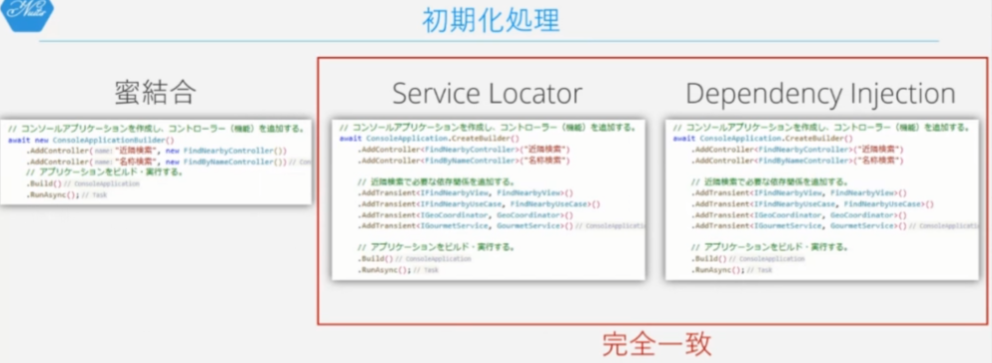 Nuits
初期化処理
蜜結合
// コンソールアプリケーションを作成し、コントローラー（機能）を追加する。
await new ConsoleApplicationBuilder()
.AddController(name:"近隣検索", new FindNearbyController())
.AddController(name:"名称検索", new FindByNameController()) // Con
// アプリケーションをビルド・実行する。
.Build() // ConsoleApplication
.RunAsync(); // Task
Service Locator
// コンソールアプリケーションを作成し、コントローラー（機能）を追加する。
await ConsoleApplication.CreateBuilder()
.AddController<FindNearbyController>("近隣検索")
.AddController<FindByNameController>("名称検索")
// 近隣検索で必要な依存関係を追加する。
.AddTransient<IFindNearbyView, FindNearbyView>()
.AddTransient<IFindNearbyUseCase, FindNearbyUseCase>()
.AddTransient<IGeoCoordinator, GeoCoordinator>()
.AddTransient<IGourmetService, GourmetService>() // ConsoleApplicatio
// アプリケーションをビルド・実行する。
.Build() // ConsoleApplication
.RunAsync(); // Task
Dependency Injection
// コンソールアプリケーションを作成し、コントローラー（機能）を追加する。
await ConsoleApplication.CreateBuilder()
.AddController<FindNearbyController>("近隣検索")
.AddController<FindByNameController>("名称検索")
// 近隣検索で必要な依存関係を追加する。
.AddTransient<IFindNearbyView, FindNearbyView>()
.AddTransient<IFindNearbyUseCase, FindNearbyUseCase>()
.AddTransient<IGeoCoordinator, GeoCoordinator>()
.AddTransient<IGourmetService, GourmetService>() // ConsoleApplicatio
// アプリケーションをビルド・実行する。
.Build() // ConsoleApplication
.RunAsync(); // Task
完全一致